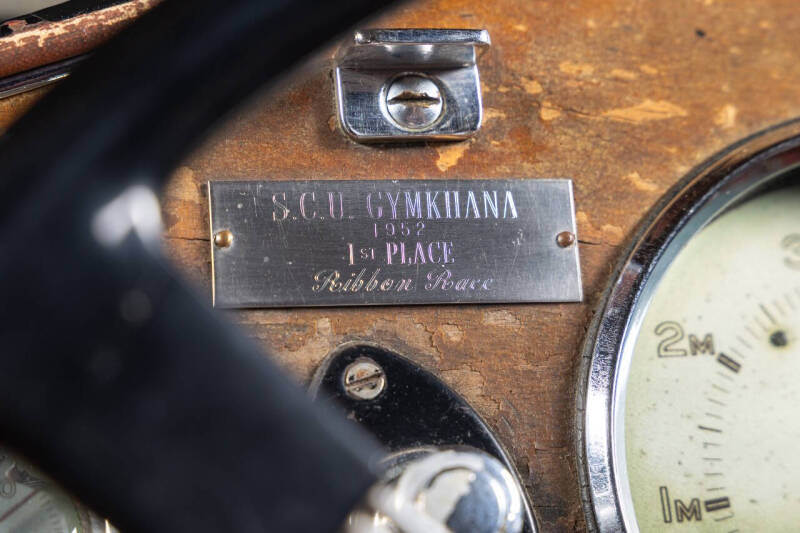 S.C.U. GYMKHANA
1952
1ST PLACE
Ribbon Race
2M
1M